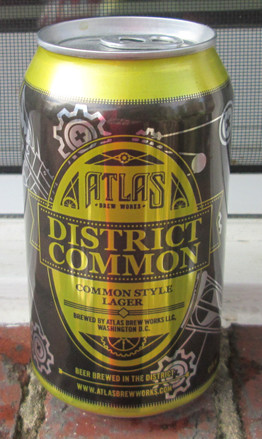 ATLAS
BREW WORKS
DISTRICT
COMMON
COMMON STYLE
LAGER
BREWED BY ATLAS BREW WORKS LLC,
WASHINGTON D.C.
BEER BREWED IN THE DISTRICT
WWW.ATLASBREWWORKS.COM